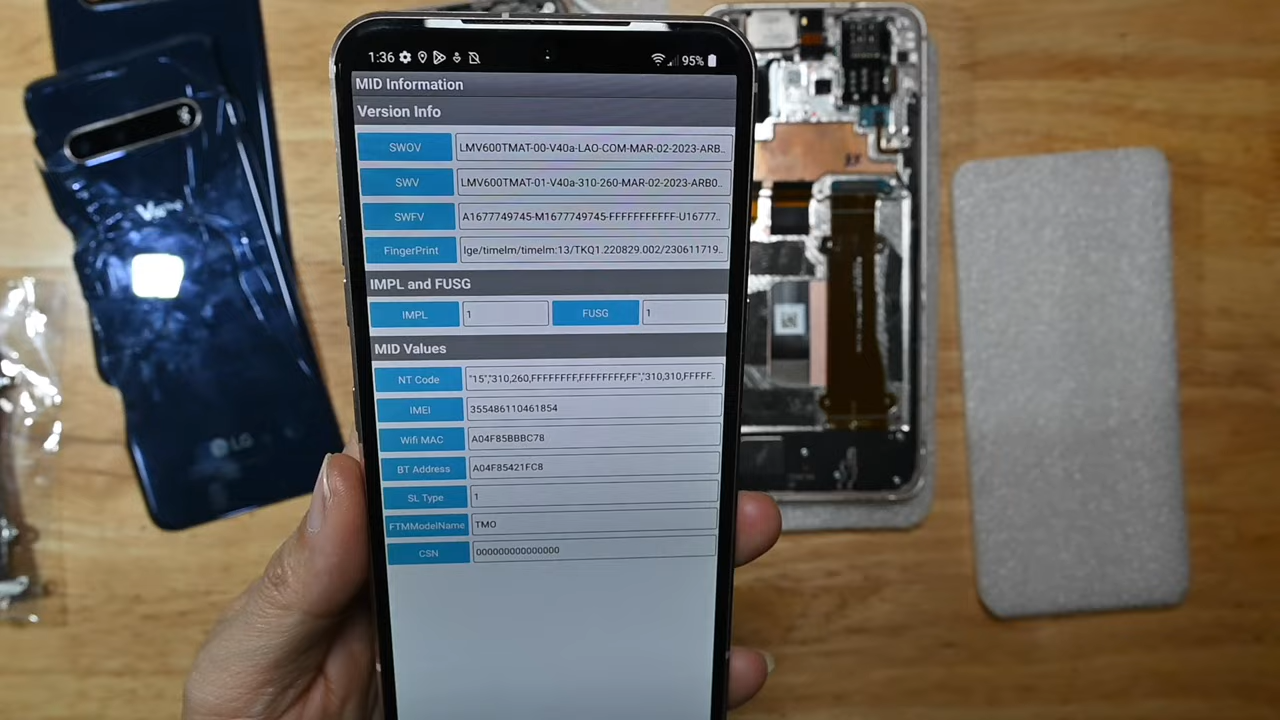 1:36 95%
MID Information
Version Info
SWOV LMV600TMAT-00-V40a-LAO-COM-MAR-02-2023-ARB..
SWV LMV600TMAT-01-V40a-310-260-MAR-02-2023-ARB0..
SWFV A1677749745-M1677749745-FFFFFFFFFFF-U16777..
FingerPrint lge/timelm/timelm:13/TKQ1.220829.002/230611719..
IMPL and FUSG
IMPL 1 FUSG 1
MID Values
NT Code "15","310,260,FFFFFFFF,FFFFFFFF,FF","310,310,FFFFF..
IMEI 355486110461854
Wifi MAC A04F85BBBC78
BT Address A04F85421FC8
SL Type 1
FTMModelName TMO
CSN 00000000000000
LG